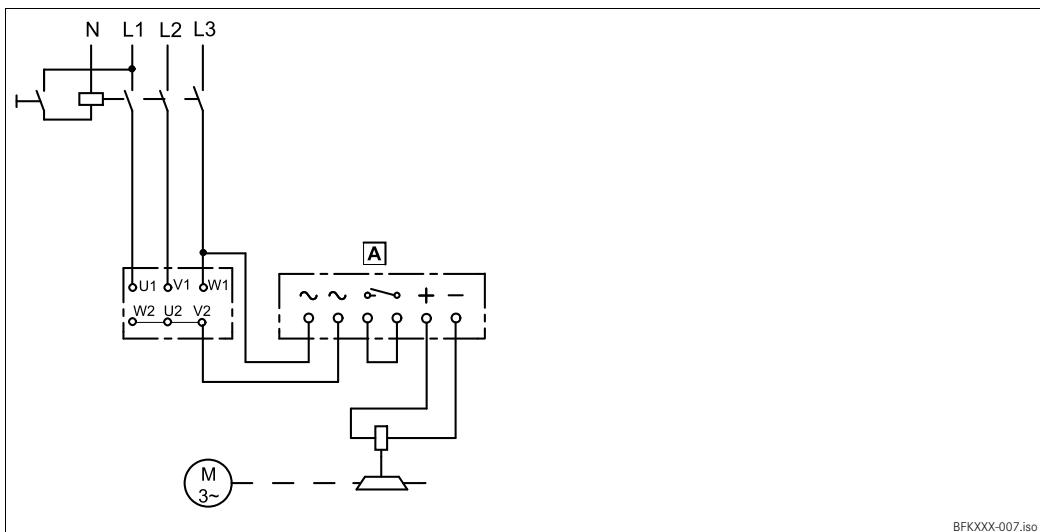 N L1 L2 L3
A
U1 V1 W1
W2 U2 V2
+ −
M
3~
BFKXXX-007.iso